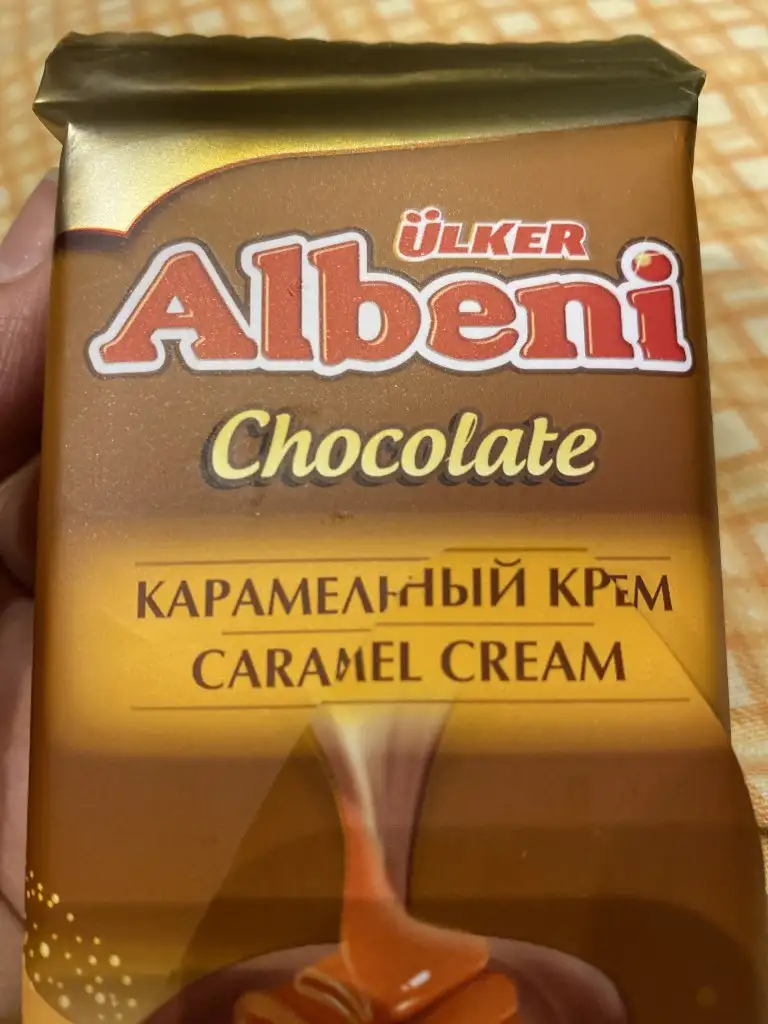 ÜLKER
Albeni
Chocolate
КАРАМЕЛЬНЫЙ КРЕМ
CARAMEL CREAM